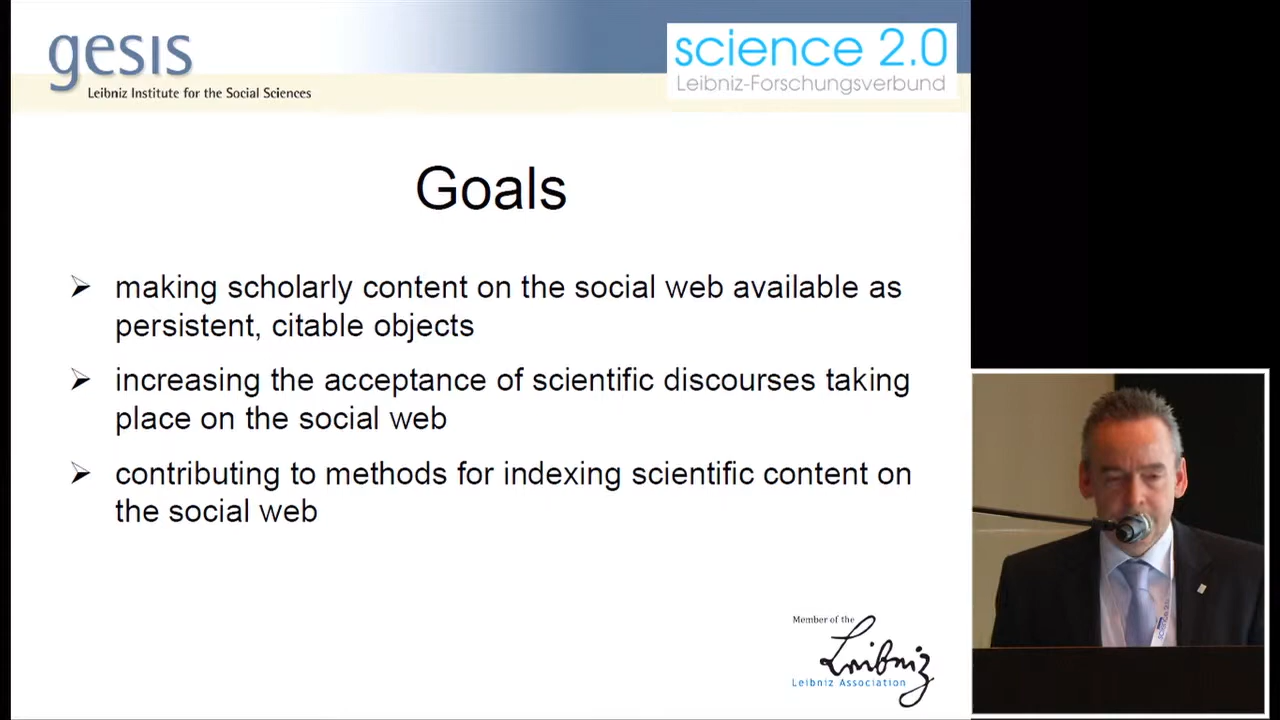 gesis
Leibniz Institute for the Social Sciences
science 2.0
Leibniz-Forschungsverbund
Goals
making scholarly content on the social web available as
persistent, citable objects
increasing the acceptance of scientific discourses taking
place on the social web
contributing to methods for indexing scientific content on
the social web
Member of the
Leibniz
Leibniz Association